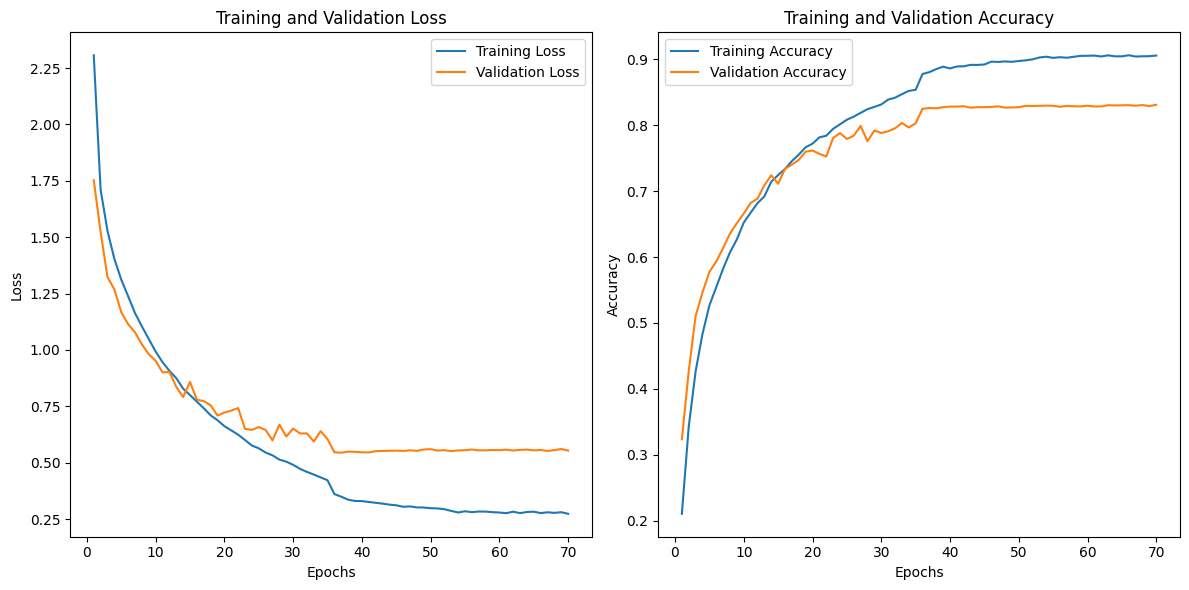 Training and Validation Loss
Training Loss
Validation Loss
2.25
2.00
1.75
1.50
1.25
1.00
0.75
0.50
0.25
Loss
0 10 20 30 40 50 60 70
Epochs
Training and Validation Accuracy
Training Accuracy
Validation Accuracy
0.9
0.8
0.7
0.6
0.5
0.4
0.3
0.2
Accuracy
0 10 20 30 40 50 60 70
Epochs